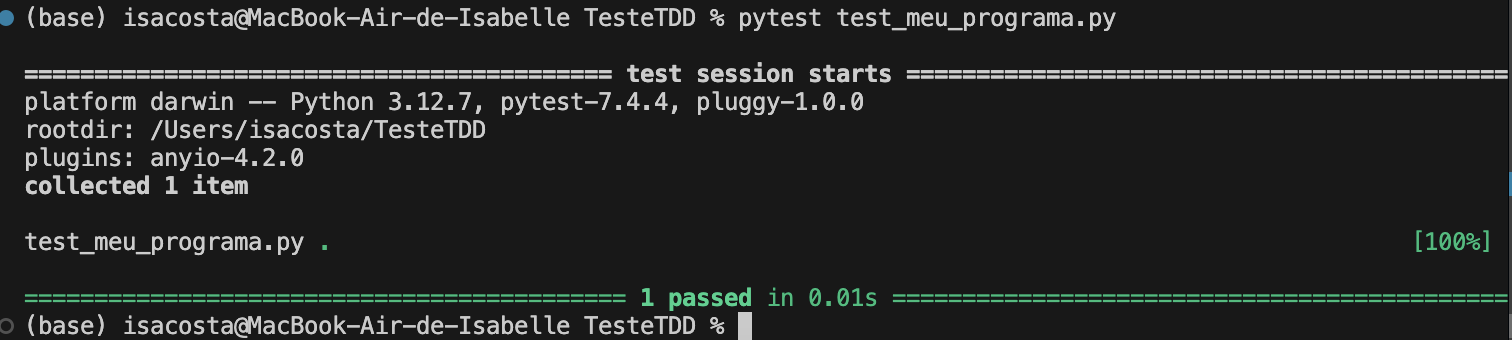 (base) isacosta@MacBook-Air-de-Isabelle TesteTDD % pytest test_meu_programa.py
========================================== test session starts ===========================================
platform darwin -- Python 3.12.7, pytest-7.4.4, pluggy-1.0.0
rootdir: /Users/isacosta/TesteTDD
plugins: anyio-4.2.0
collected 1 item
test_meu_programa.py . [100%]
=========================================== 1 passed in 0.01s ============================================
(base) isacosta@MacBook-Air-de-Isabelle TesteTDD %